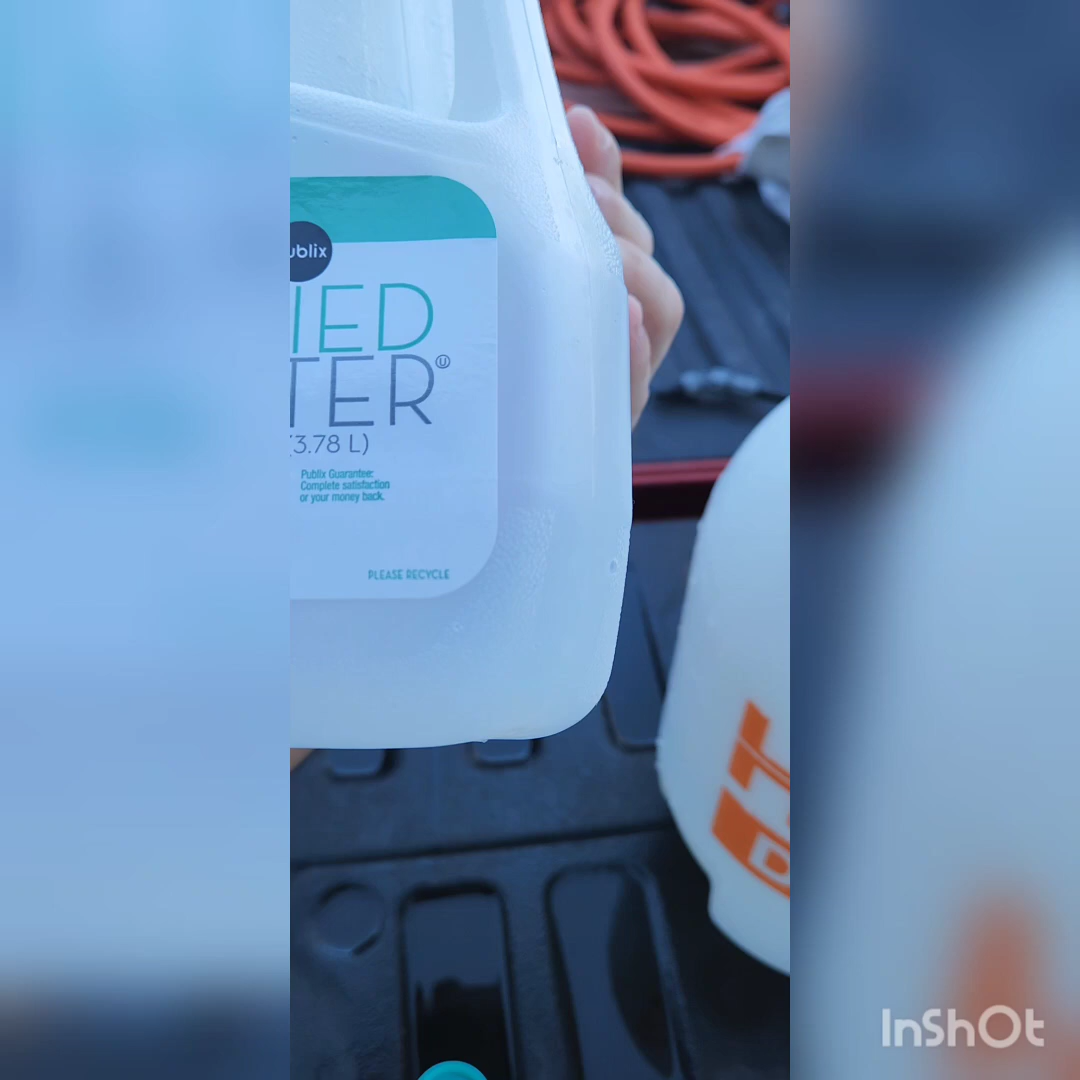 ublix
IED
TER
(3.78 L)
Publix Guarantee:
Complete satisfaction
or your money back.
PLEASE RECYCLE
InShOt